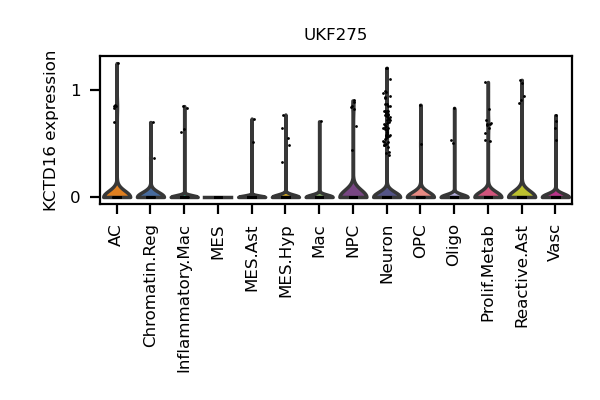 UKF275
KCTD16 expression
1
0
AC
Chromatin.Reg
Inflammatory.Mac
MES
MES.Ast
MES.Hyp
Mac
NPC
Neuron
OPC
Oligo
Prolif.Metab
Reactive.Ast
Vasc